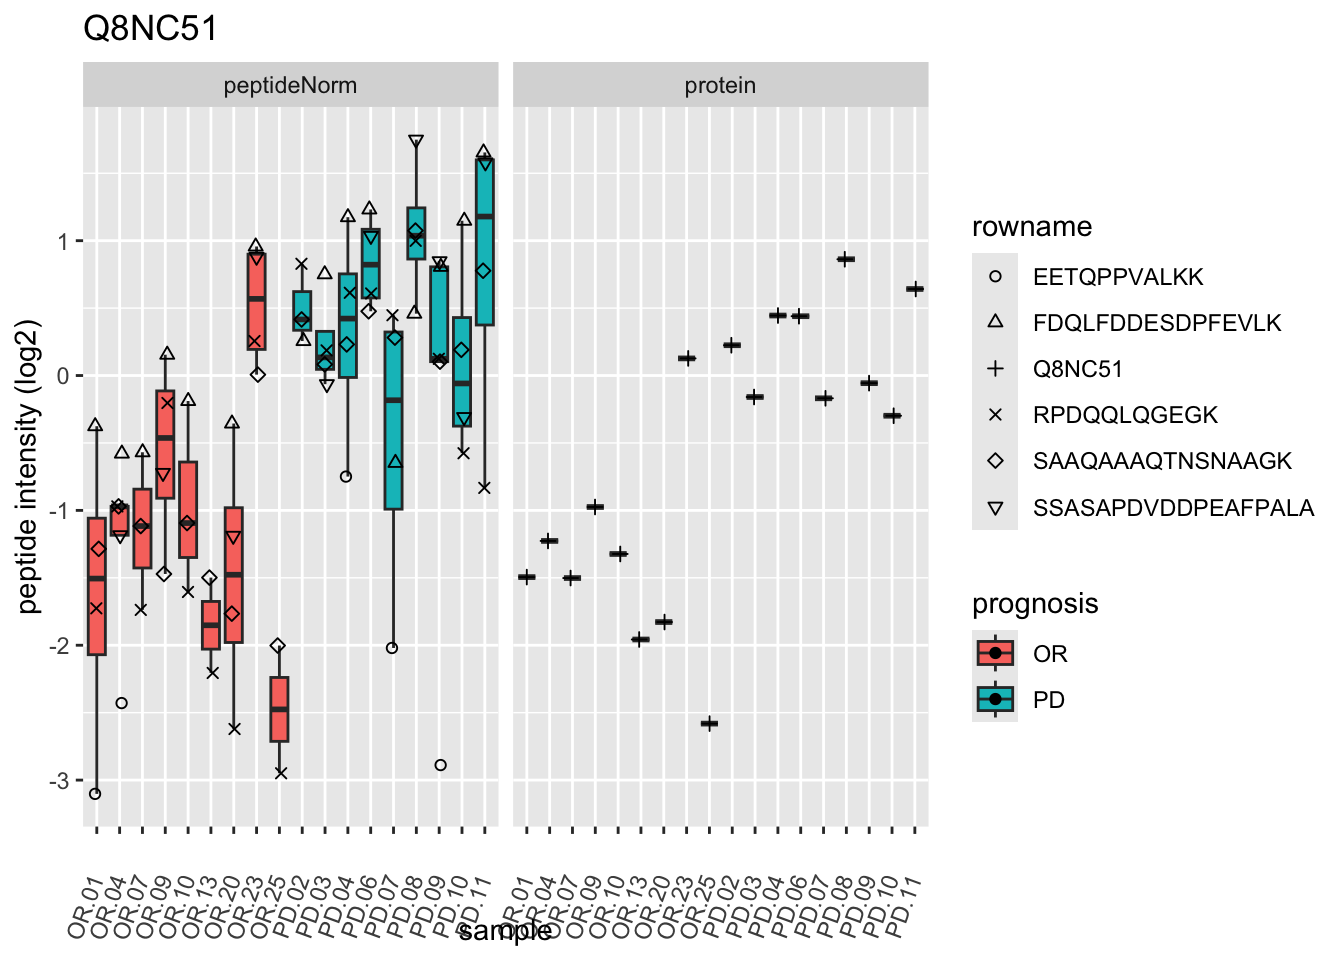 Q8NC51
peptideNorm
protein
peptide intensity (log2)
1
0
-1
-2
-3
OR.01
OR.04
OR.07
OR.09
OR.10
OR.13
OR.20
OR.23
OR.25
PD.02
PD.03
PD.04
PD.06
PD.07
PD.08
PD.09
PD.10
PD.11
OR.01
OR.04
OR.07
OR.09
OR.10
OR.13
OR.20
OR.23
OR.25
PD.02
PD.03
PD.04
PD.06
PD.07
PD.08
PD.09
PD.10
PD.11
sample
rowname
EETQPPVALKK
FDQLFDDESDPFEVLK
Q8NC51
RPDQQLQGEGK
SAAQAAAQTNSNAAGK
SSASAPDVDDPEAFPALA
prognosis
OR
PD